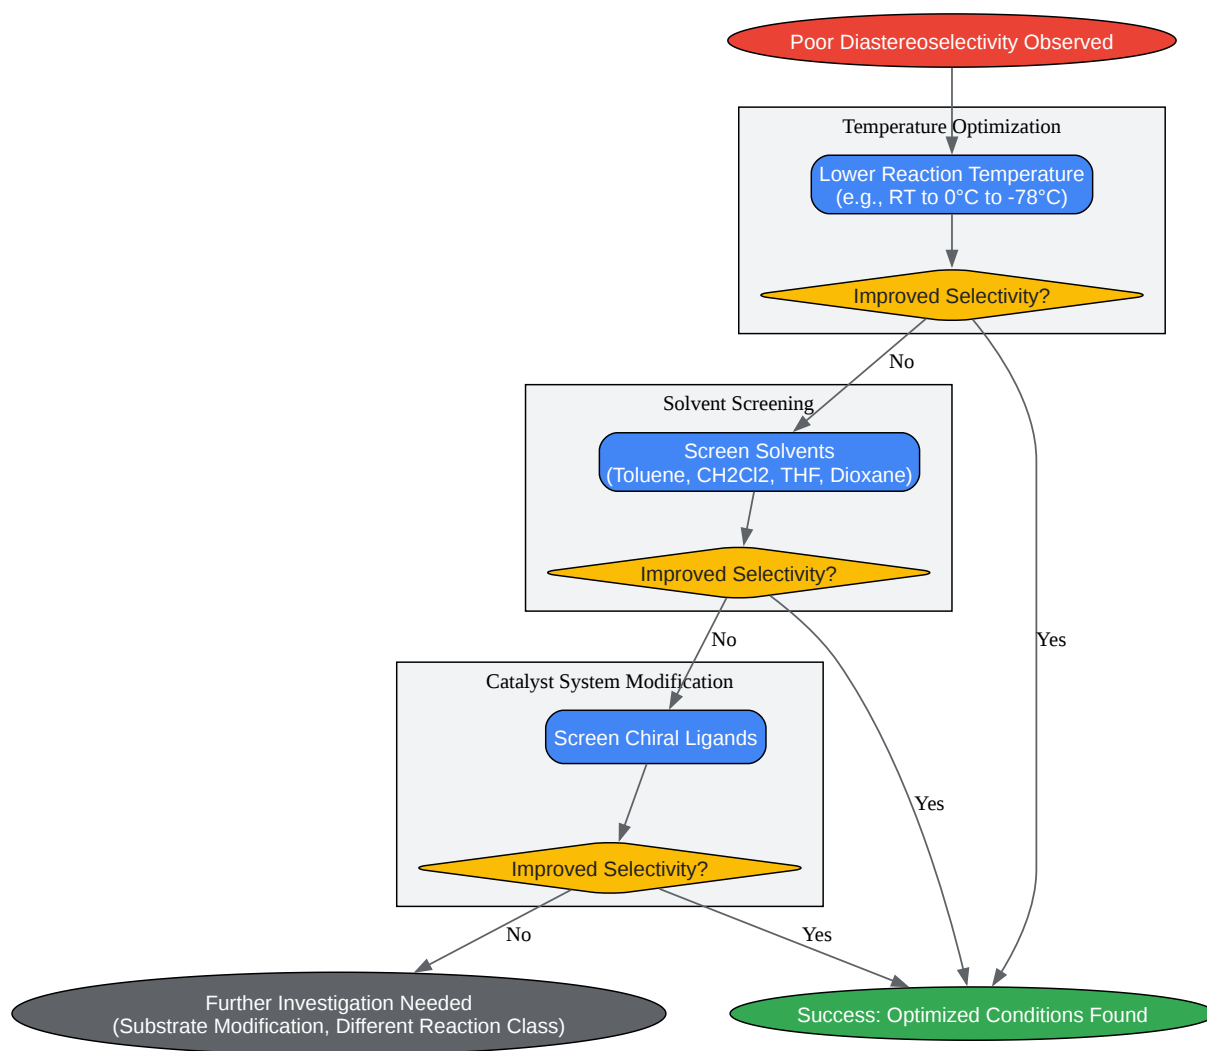 Poor Diastereoselectivity Observed
Temperature Optimization
Lower Reaction Temperature
(e.g., RT to 0°C to -78°C)
Improved Selectivity?
No
Solvent Screening
Screen Solvents
(Toluene, CH2Cl2, THF, Dioxane)
Improved Selectivity?
No
Yes
Catalyst System Modification
Screen Chiral Ligands
Yes
Improved Selectivity?
No
Yes
Further Investigation Needed
(Substrate Modification, Different Reaction Class)
Success: Optimized Conditions Found